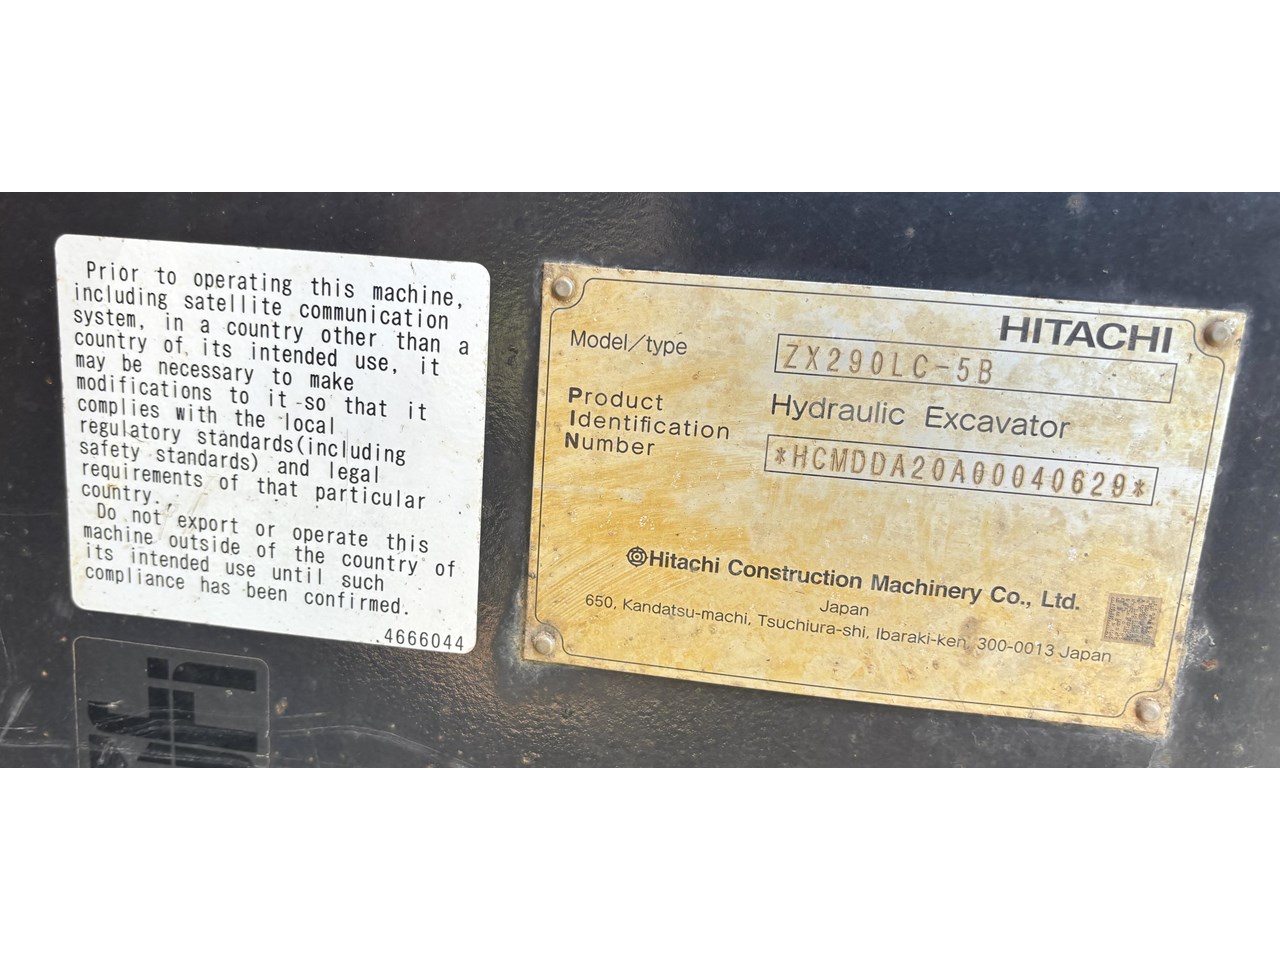 Prior to operating this machine,
including satellite communication
system, in a country other than a
country of its intended use, it
may be necessary to make
modifications to it so that it
complies with the local
regulatory standards(including
safety standards) and legal
requirements of that particular
country.
Do not export or operate this
machine outside of the country of
its intended use until such
compliance has been confirmed.
4666044
HITACHI
Model/type ZX290LC-5B
Hydraulic Excavator
Product
Identification
Number *HCMDDA20A00040629*
Hitachi Construction Machinery Co., Ltd.
Japan
650, Kandatsu-machi, Tsuchiura-shi, Ibaraki-ken, 300-0013 Japan